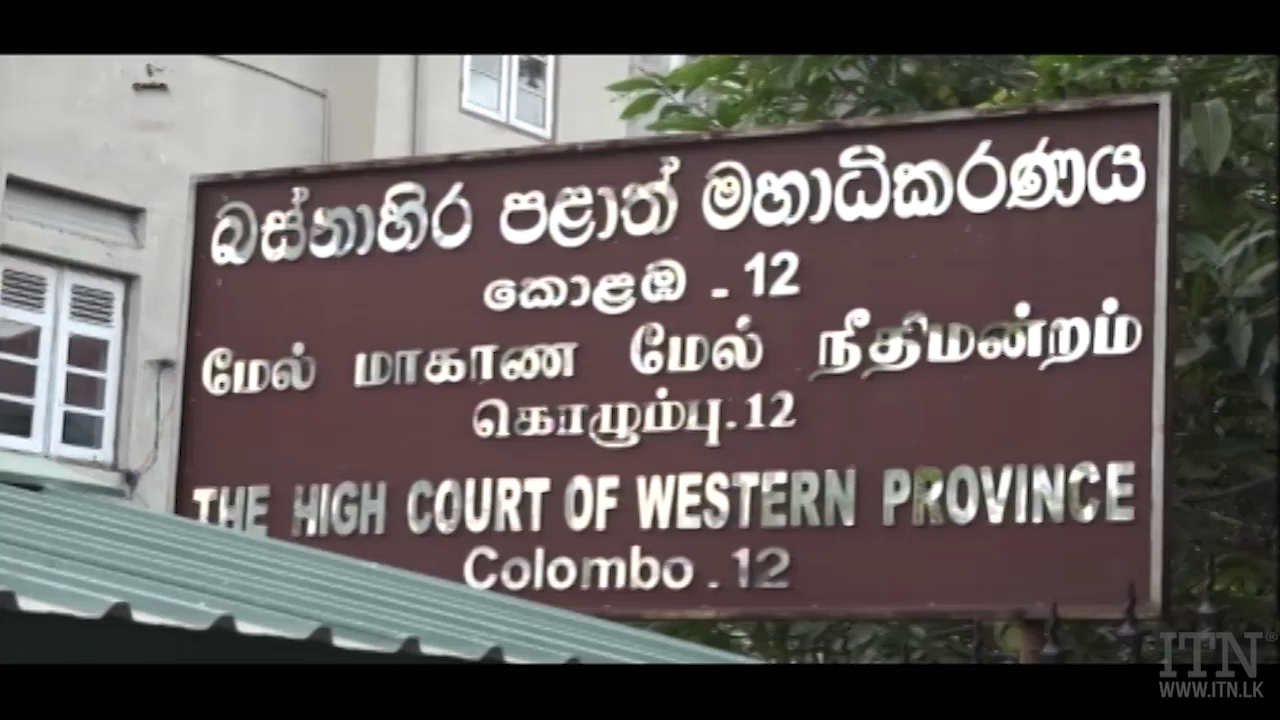 බස්නාහිර පළාත් මහාධිකරණය
කොළඹ - 12
மேல் மாகாண மேல் நீதிமன்றம்
கொழும்பு.12
THE HIGH COURT OF WESTERN PROVINCE
Colombo . 12
ITN®
WWW.ITN.LK